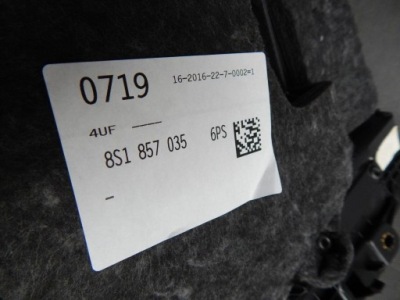 0719 16-2016-22-7-0002*1
4UF
8S1 857 035 6PS
-